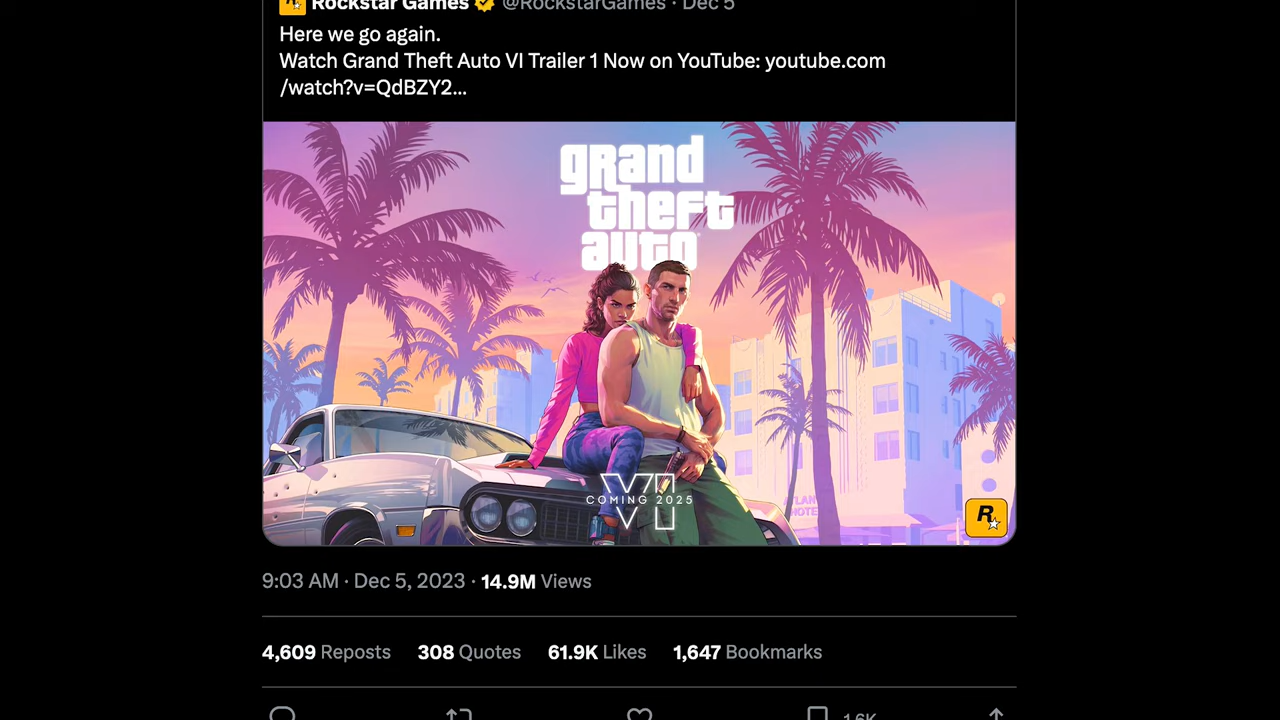 Rockstar Games @RockstarGames · Dec 5
Here we go again.
Watch Grand Theft Auto VI Trailer 1 Now on YouTube: youtube.com
/watch?v=QdBZY2...
grand
theft
auto
VI
COMING 2025
R
9:03 AM · Dec 5, 2023 · 14.9M Views
4,609 Reposts 308 Quotes 61.9K Likes 1,647 Bookmarks
1.6K